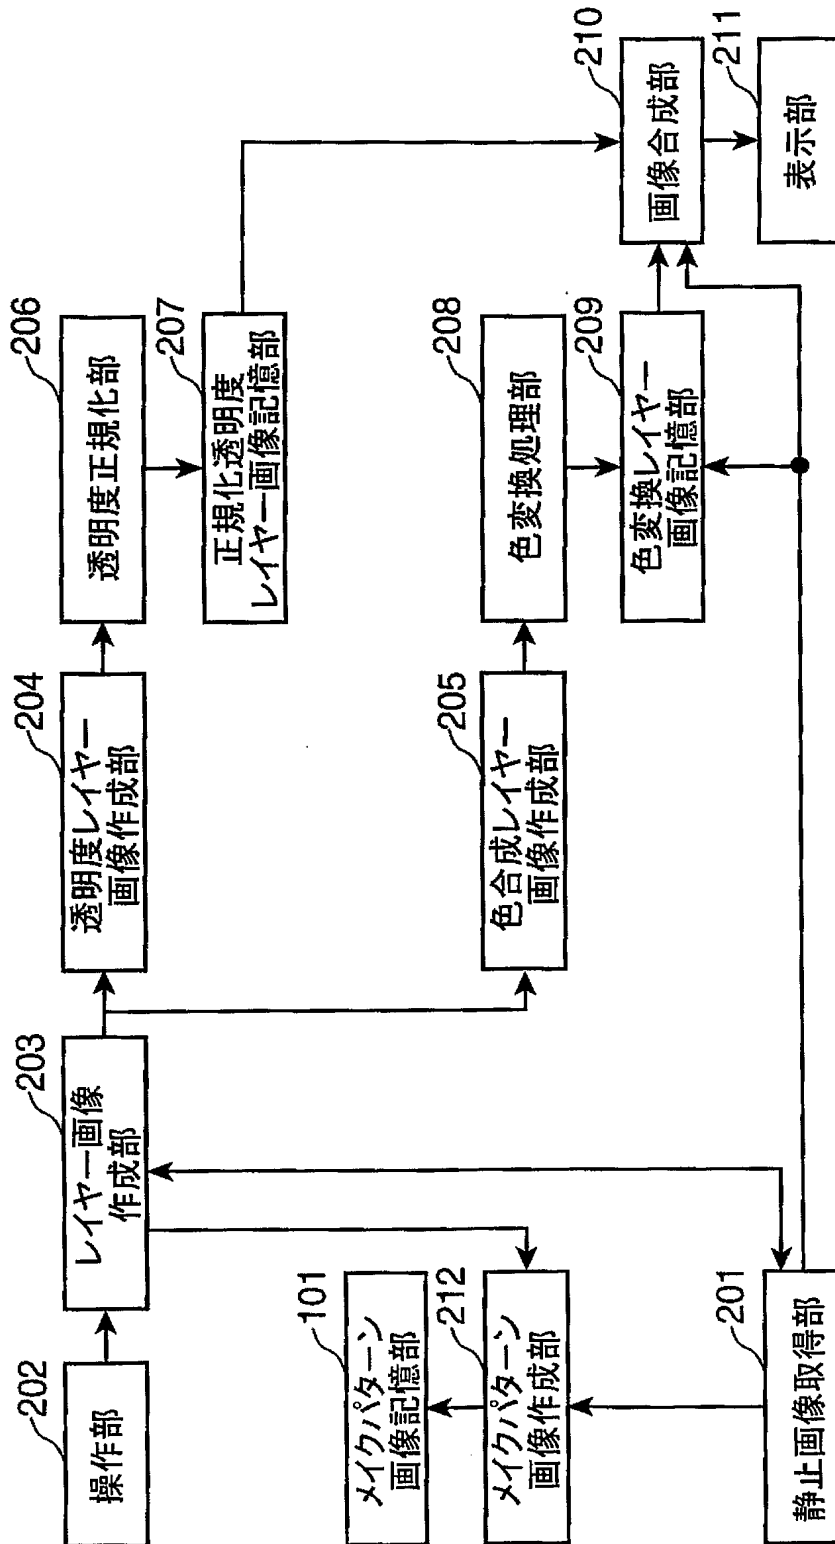 202
操作部
203
レイヤー画像
作成部
204
透明度レイヤー
画像作成部
206
透明度正規化部
207
正規化透明度
レイヤー画像記憶部
101
メイクパターン
画像記憶部
212
メイクパターン
画像作成部
205
色合成レイヤー
画像作成部
208
色変換処理部
209
色変換レイヤー
画像記憶部
210
画像合成部
211
表示部
201
静止画像取得部